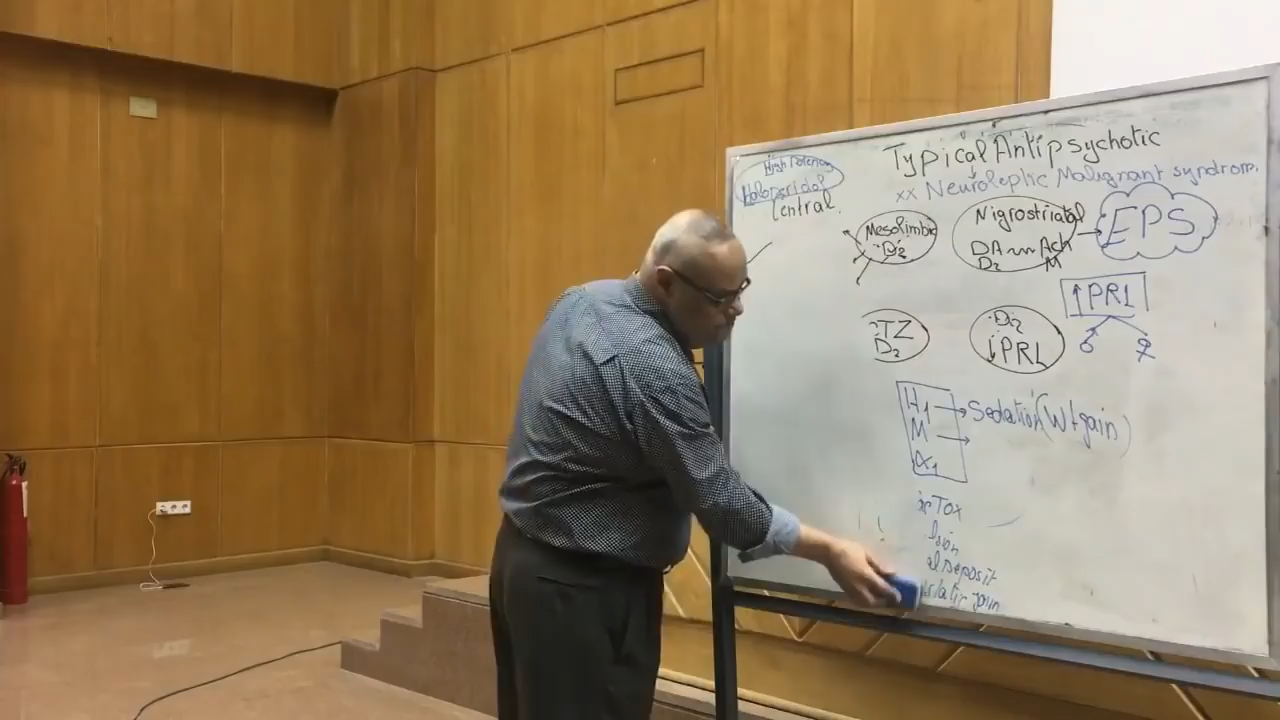 Typical Antipsychotic
xx Neuroleptic Malignant syndrom.
High Potency
Haloperidol
Central.
Mesolimbic
D2
Nigrostriatal
DA Ach
D2 M
EPS
↑PRL
♂ ♀
TZ
D2
D2
↓PRL
H1 → Sedation (Wt gain)
M →
α1
Tox
Deposit